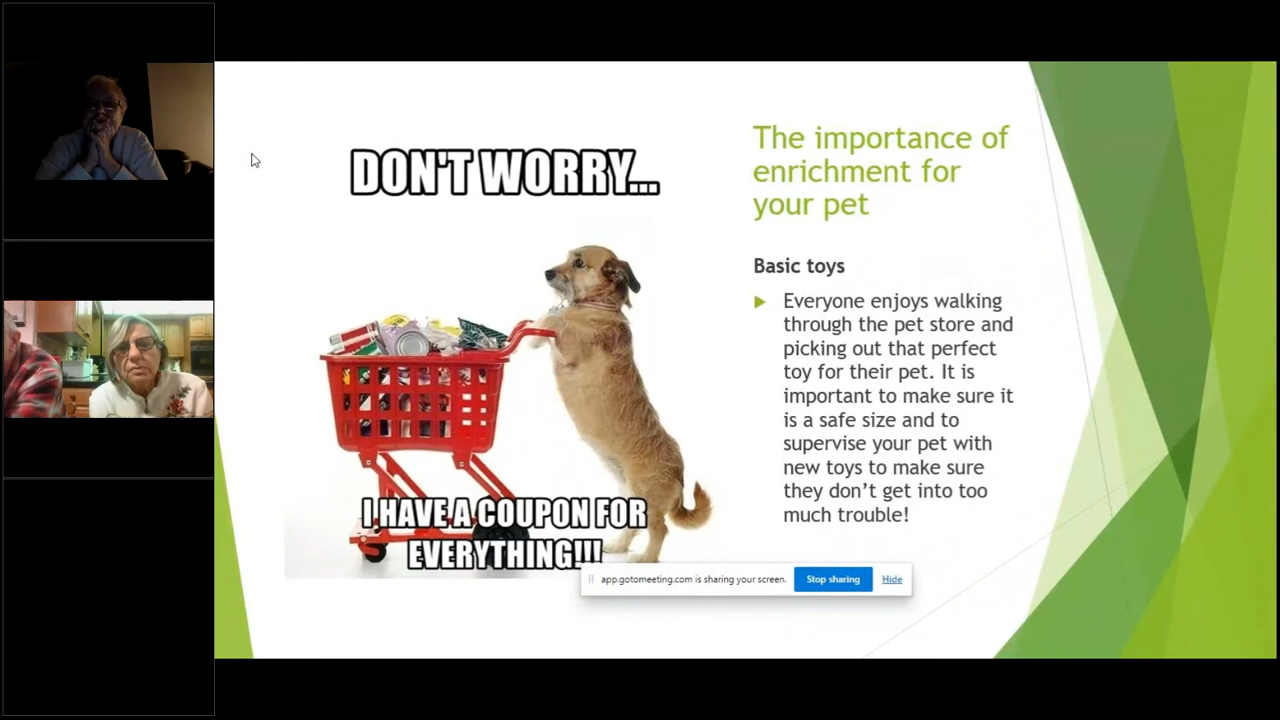 DON'T WORRY...
I HAVE A COUPON FOR
EVERYTHING!!!
The importance of
enrichment for
your pet
Basic toys
Everyone enjoys walking
through the pet store and
picking out that perfect
toy for their pet. It is
important to make sure it
is a safe size and to
supervise your pet with
new toys to make sure
they don’t get into too
much trouble!
app.gotomeeting.com is sharing your screen. Stop sharing Hide